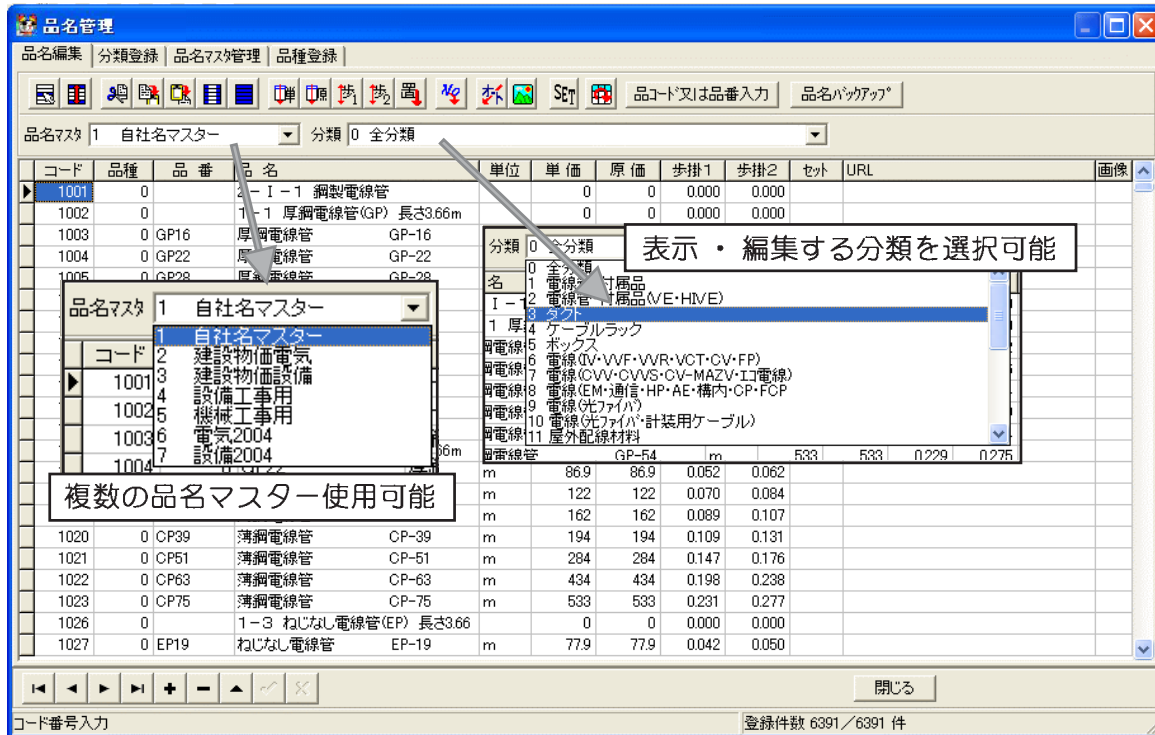 品名管理
品名編集 分類登録 品名マスタ管理 品種登録
SET 品コード又は品番入力 品名バックアップ
品名マスタ 1 自社名マスター 分類 0 全分類
コード 品種 品 番 品 名 単位 単 価 原 価 歩掛1 歩掛2 セット URL 画像
1001 0 2-Ⅰ-1 鋼製電線管 0 0 0.000 0.000
1002 0 1-1 厚鋼電線管(GP) 長さ3.66m 0 0 0.000 0.000
1003 0 GP16 厚鋼電線管 GP-16
1004 0 GP22 厚鋼電線管 GP-22
1005 0 GP28 厚鋼電線管 GP-28
分類 0 全分類
表示 ・ 編集する分類を選択可能
0 全分類
2 電線管 付属品(VE・HIVE)
3 ダクト
4 ケーブルラック
5 ボックス
6 電線(IV・VVF・VVR・VCT・CV・FP)
7 電線(CVV・CVVS・CV-MAZV・エコ電線)
8 電線(EM・通信・HP・AE・構内・CP・FCP
9 電線(光ファイバ)
10 電線(光ファイバ・計装用ケーブル)
11 屋外配線材料
電線管 GP-54 m 533 533 0.229 0.275
品名マスタ 1 自社名マスター
1 自社名マスター
2 建設物価電気
3 建設物価設備
4 設備工事用
5 機械工事用
6 電気2004
7 設備2004
コード
1001
1002
1003
1004
複数の品名マスター使用可能
m 86.9 86.9 0.052 0.062
m 122 122 0.070 0.084
m 162 162 0.089 0.107
1020 0 CP39 薄鋼電線管 CP-39 m 194 194 0.109 0.131
1021 0 CP51 薄鋼電線管 CP-51 m 284 284 0.147 0.176
1022 0 CP63 薄鋼電線管 CP-63 m 434 434 0.198 0.238
1023 0 CP75 薄鋼電線管 CP-75 m 533 533 0.231 0.277
1026 0 1-3 ねじなし電線管(EP) 長さ3.66 0 0 0.000 0.000
1027 0 EP19 ねじなし電線管 EP-19 m 77.9 77.9 0.042 0.050
閉じる
コード番号入力 登録件数 6391/6391 件